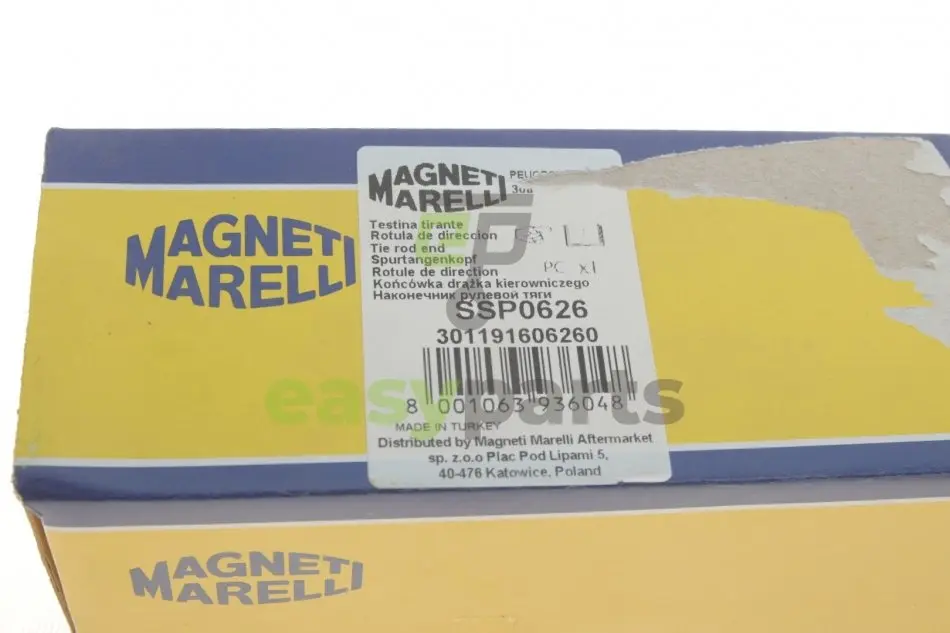 MAGNETI
MARELLI
MAGNETI
MARELLI
Testina tirante
Rotula de direccion
Tie rod end
Spurtangenkopf
Rotule de direction
Końcówka drążka kierowniczego
Наконечник рулевой тяги
PC x1
SSP0626
301191606260
8 001063 936048
MADE IN TURKEY
Distributed by Magneti Marelli Aftermarket
sp. z.o.o Plac Pod Lipami 5,
40-476 Katowice, Poland
easyparts
MAGNETI
MARELLI